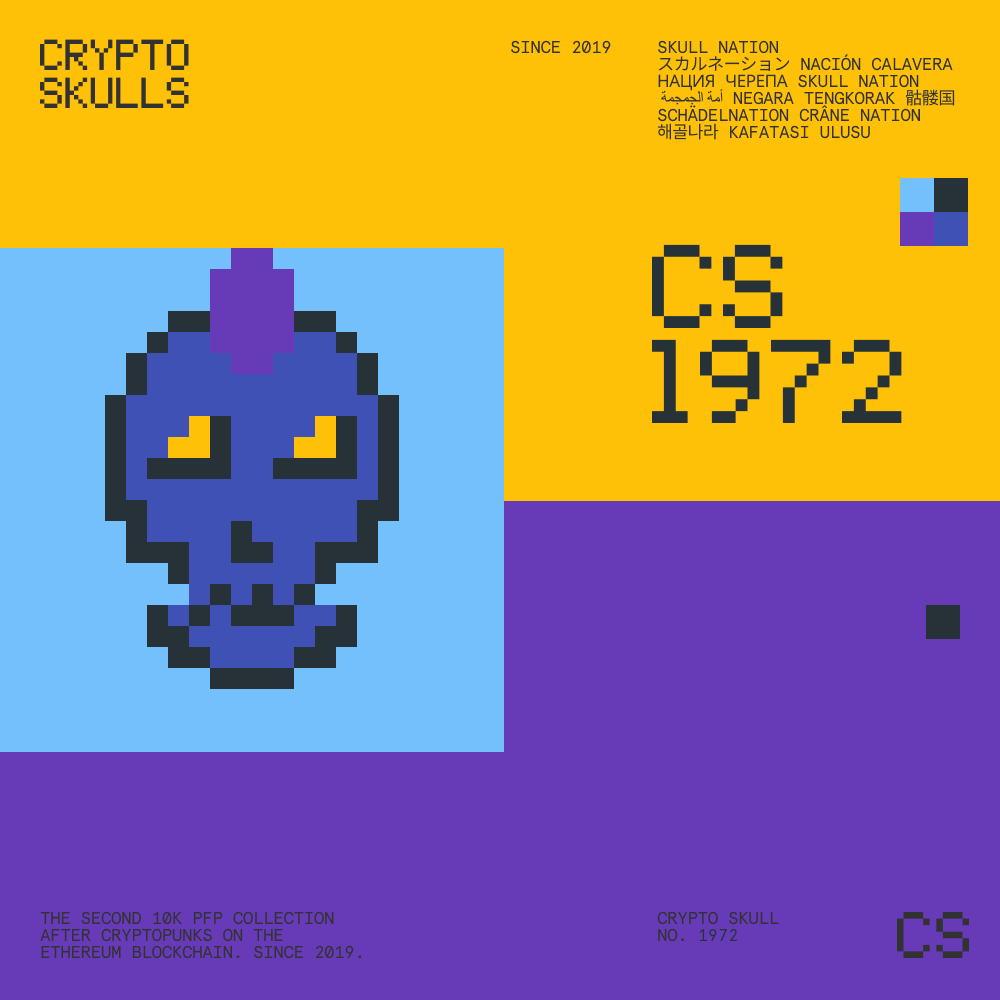 CRYPTO
SKULLS
SINCE 2019
SKULL NATION
スカルネーション NACIÓN CALAVERA
НАЦИЯ ЧЕРЕПА SKULL NATION
أمة الجمجمة NEGARA TENGKORAK 骷髅国
SCHÄDELNATION CRÂNE NATION
해골나라 KAFATASI ULUSU
CS
1972
THE SECOND 10K PFP COLLECTION
AFTER CRYPTOPUNKS ON THE
ETHEREUM BLOCKCHAIN. SINCE 2019.
CRYPTO SKULL
NO. 1972
CS